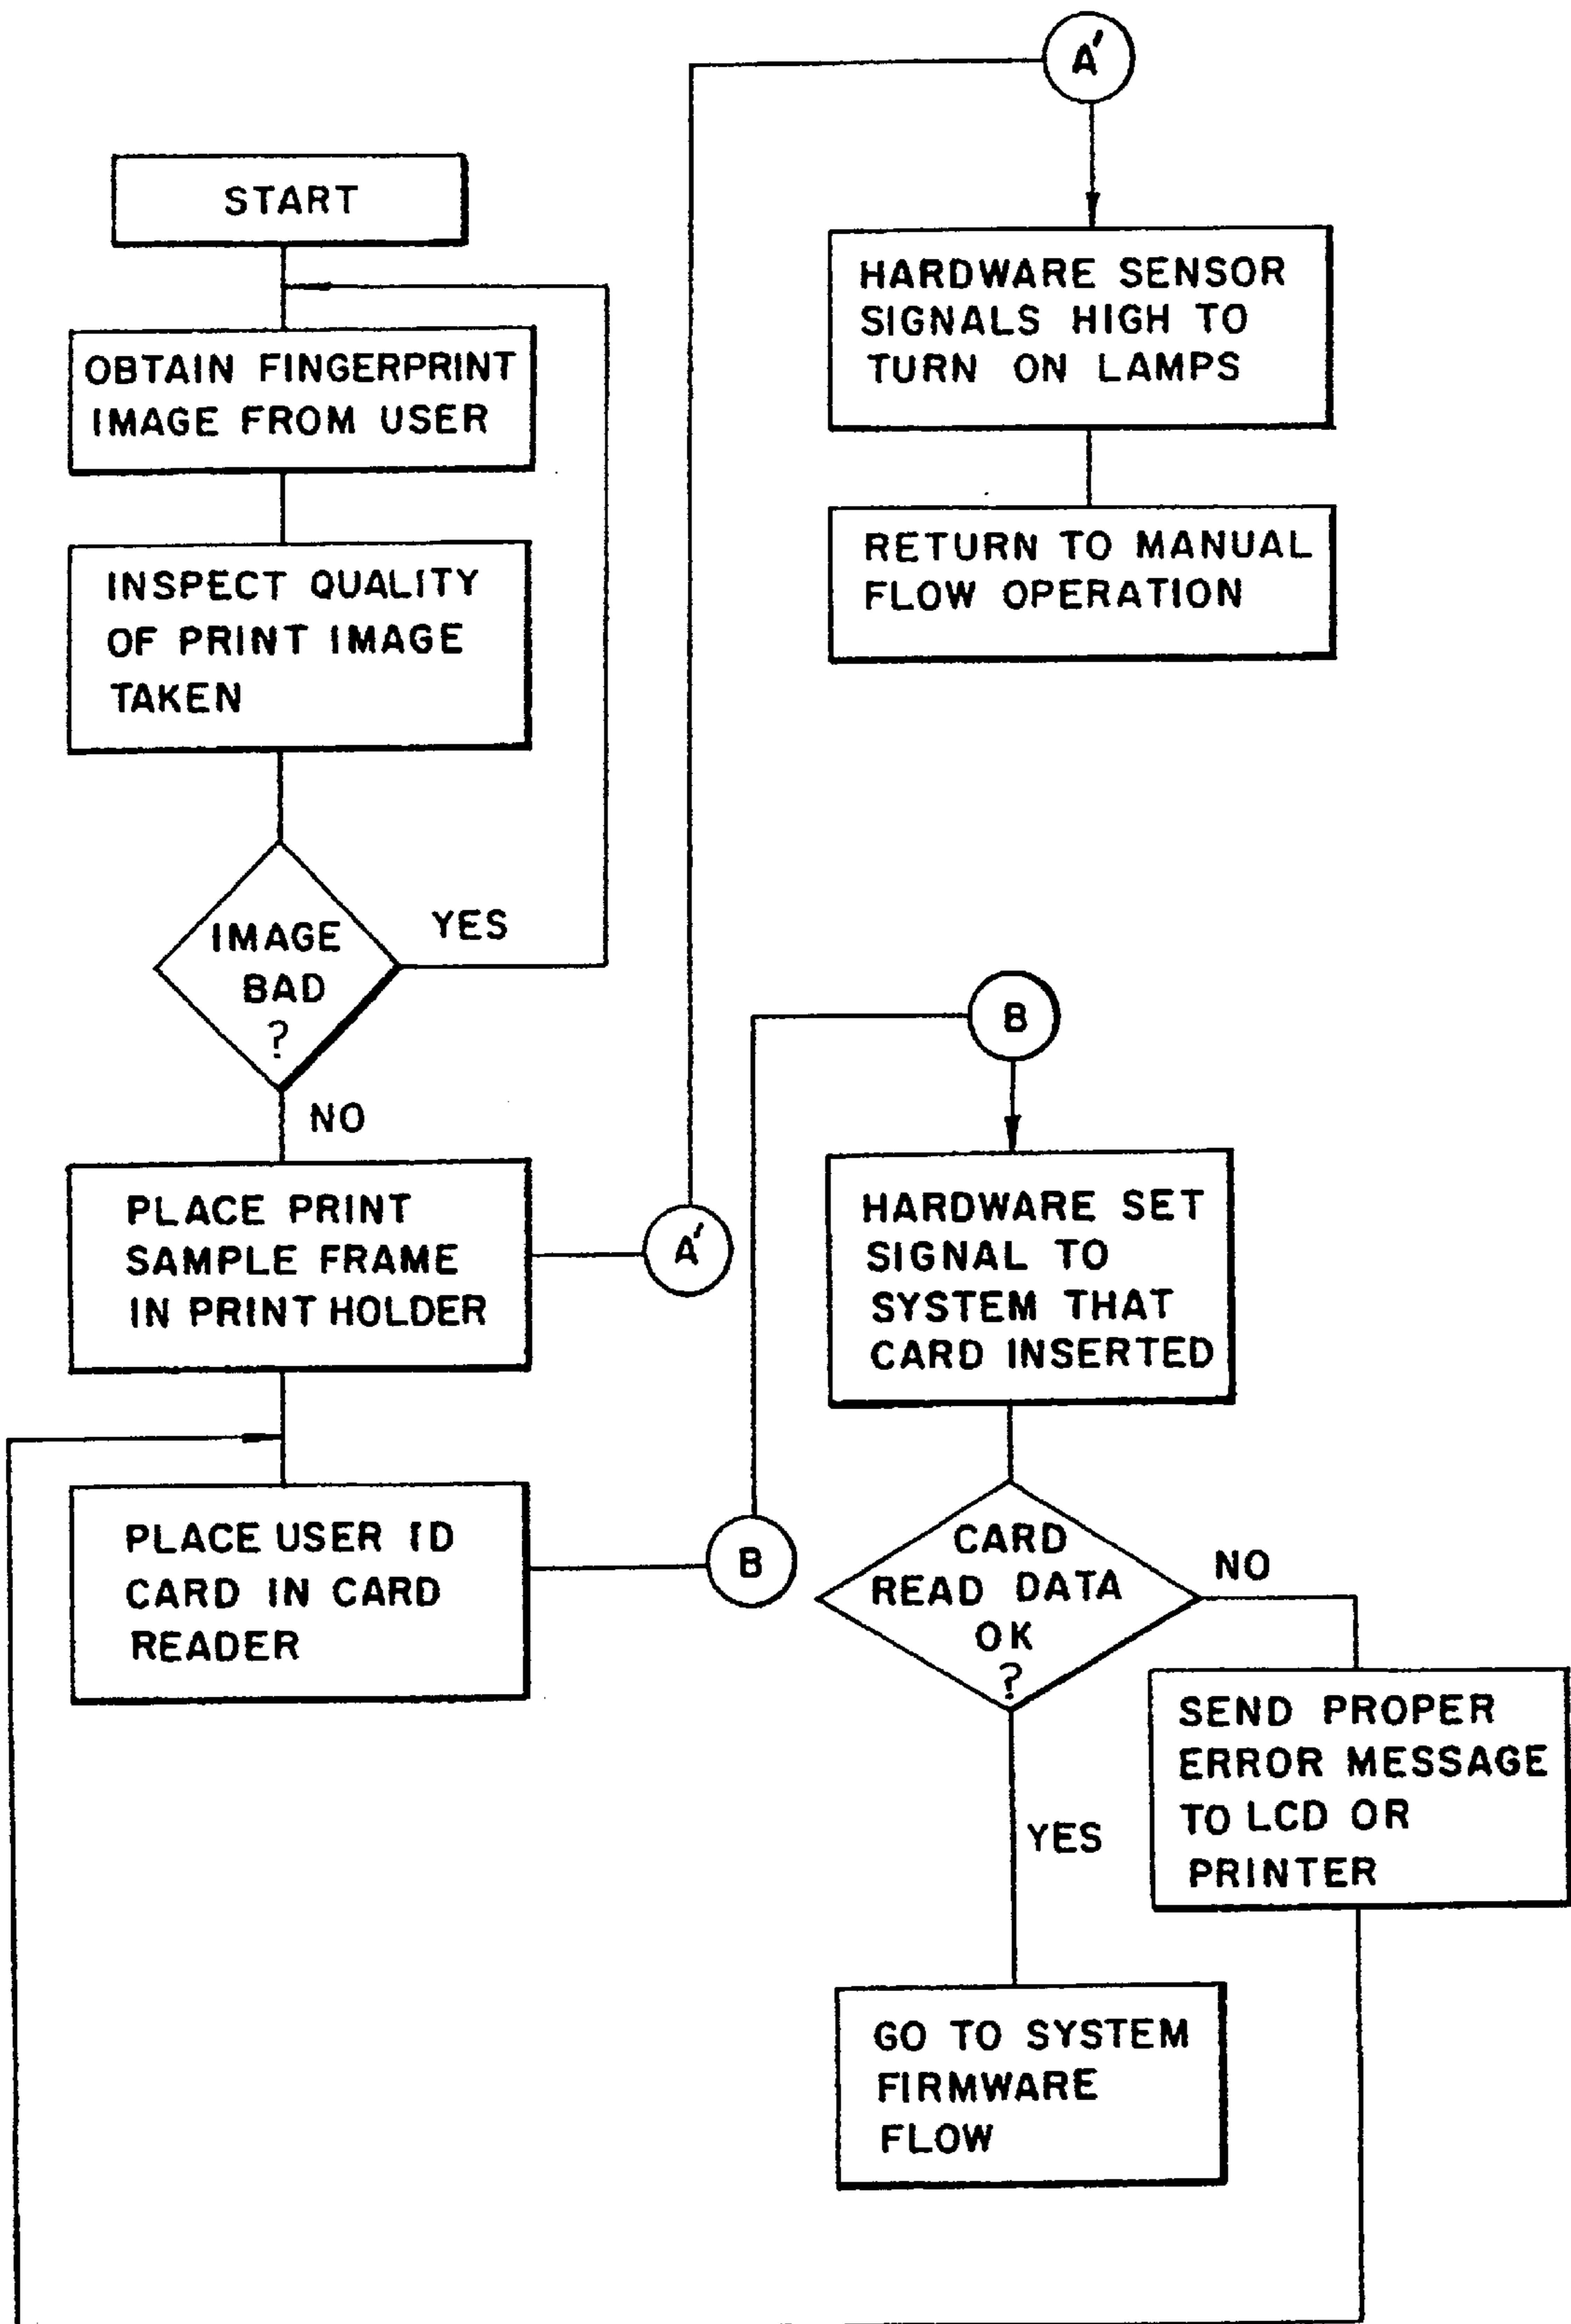 START
OBTAIN FINGERPRINT
IMAGE FROM USER
INSPECT QUALITY
OF PRINT IMAGE
TAKEN
IMAGE
BAD
?
YES
NO
PLACE PRINT
SAMPLE FRAME
IN PRINT HOLDER
A'
PLACE USER ID
CARD IN CARD
READER
B
A'
HARDWARE SENSOR
SIGNALS HIGH TO
TURN ON LAMPS
RETURN TO MANUAL
FLOW OPERATION
B
HARDWARE SET
SIGNAL TO
SYSTEM THAT
CARD INSERTED
CARD
READ DATA
OK
?
NO
SEND PROPER
ERROR MESSAGE
TO LCD OR
PRINTER
YES
GO TO SYSTEM
FIRMWARE
FLOW